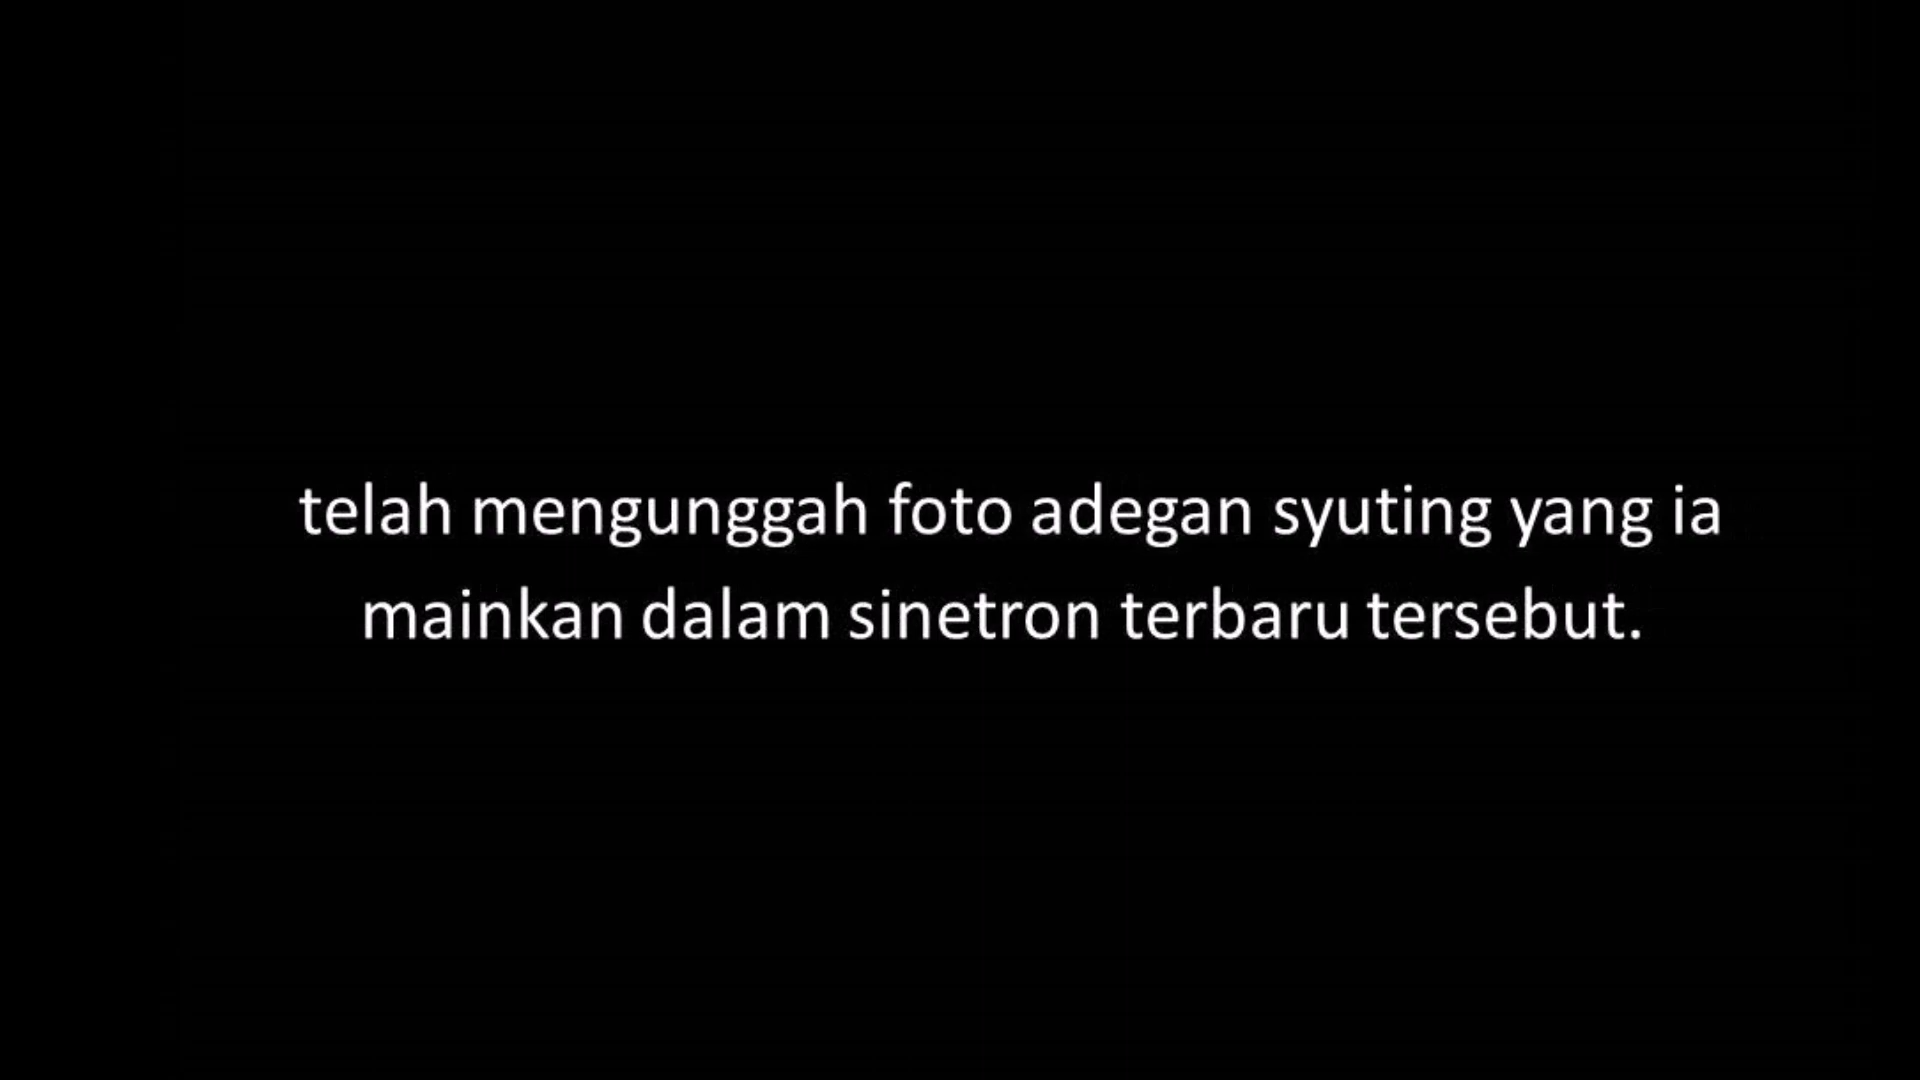 telah mengunggah foto adegan syuting yang ia
mainkan dalam sinetron terbaru tersebut.